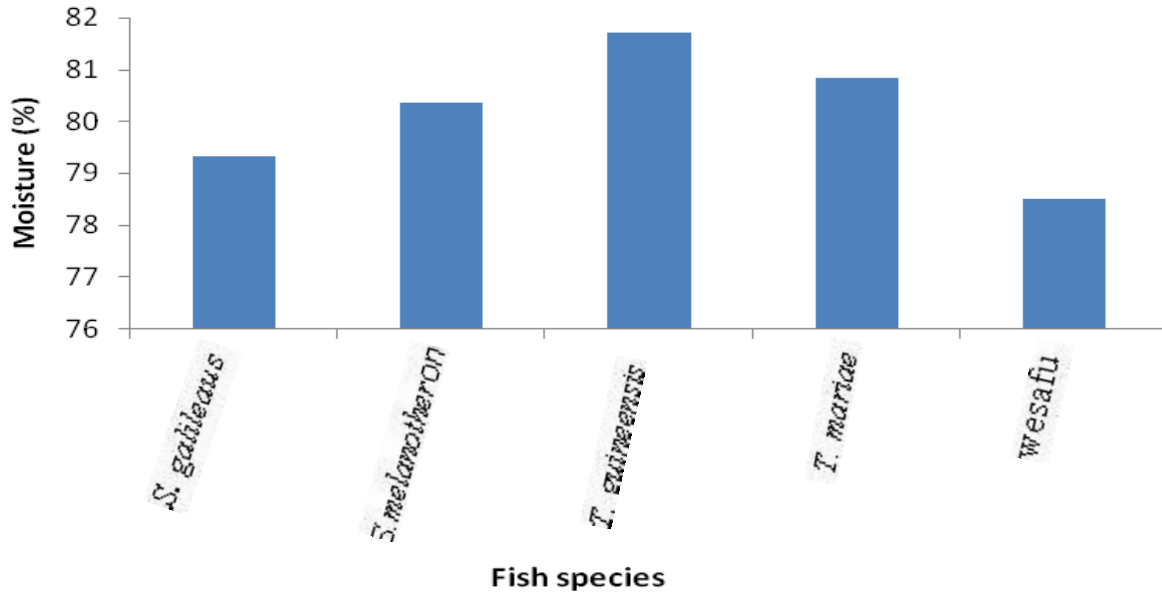 82
81
80
79
78
77
76
Moisture (%)
S. galileaus
S.melanotheron
T. guineensis
T. mariae
Wesafu
Fish species